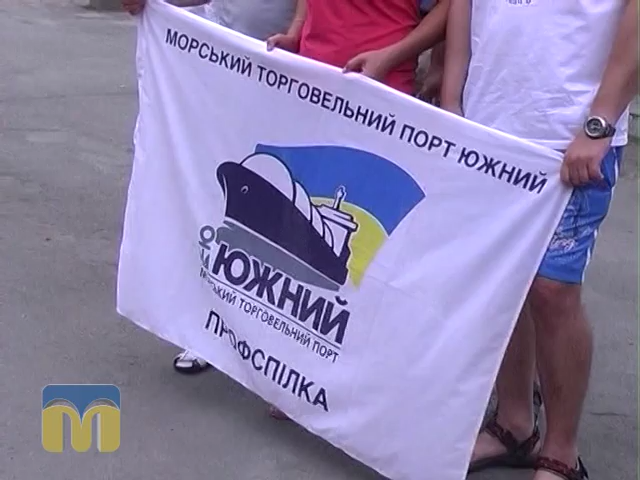 МОРСЬКИЙ ТОРГОВЕЛЬНИЙ ПОРТ ЮЖНИЙ
ЮЖНИЙ
МОРСЬКИЙ ТОРГОВЕЛЬНИЙ ПОРТ
ПРОФСПІЛКА
M